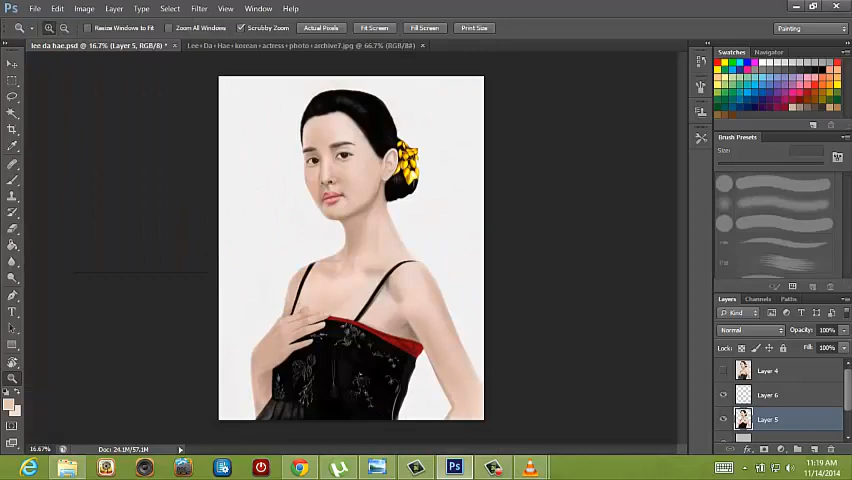 Ps File Edit Image Layer Type Select Filter View Window Help
Resize Windows to Fit Zoom All Windows Scrubby Zoom Actual Pixels Fit Screen Fill Screen Print Size Painting
lee da hae.psd @ 16.7% (Layer 5, RGB/8) * × Lee+Da+Hae+korean+actress+photo+archive7.jpg @ 66.7% (RGB/8#) ×
Swatches Navigator
Brush Presets
Size:
Layers Channels Paths
Kind
Normal Opacity: 100%
Lock: Fill: 100%
Layer 4
Layer 6
Layer 5
16.67% Doc: 24.1M/57.1M
Ps
11:19 AM
11/14/2014